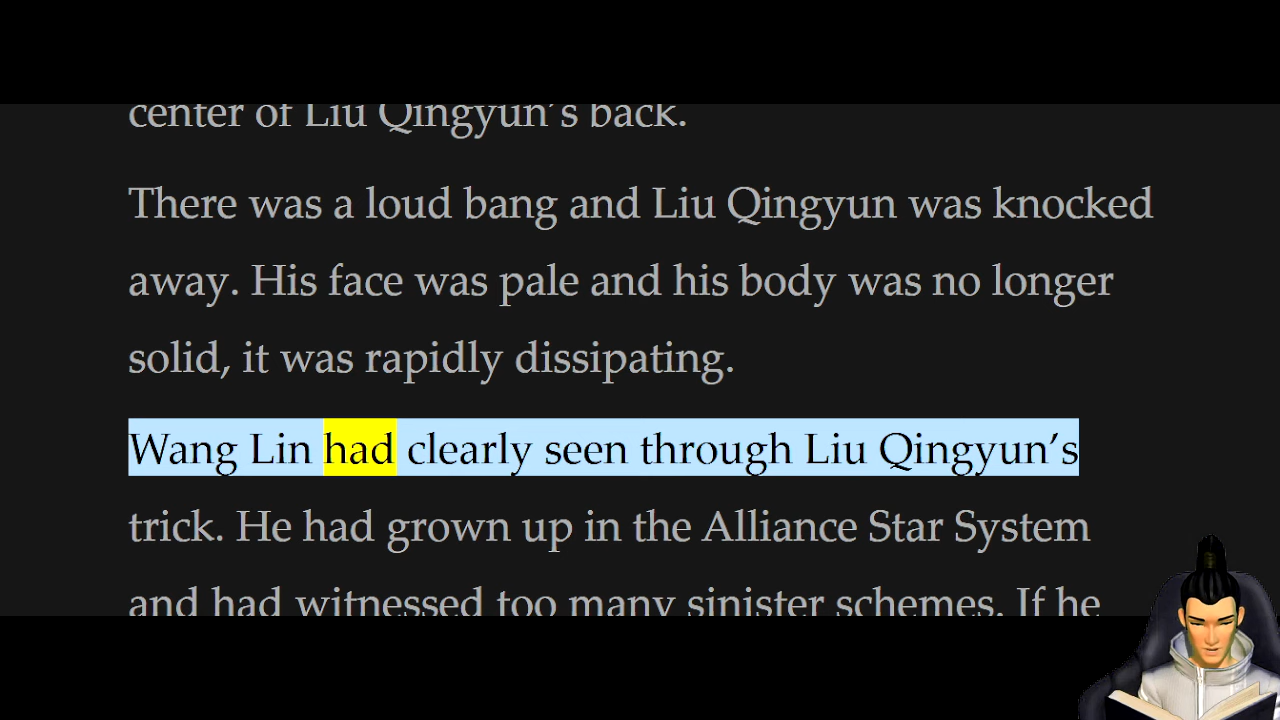 center of Liu Qingyun's back.
There was a loud bang and Liu Qingyun was knocked
away. His face was pale and his body was no longer
solid, it was rapidly dissipating.
Wang Lin had clearly seen through Liu Qingyun's
trick. He had grown up in the Alliance Star System
and had witnessed too many sinister schemes. If he